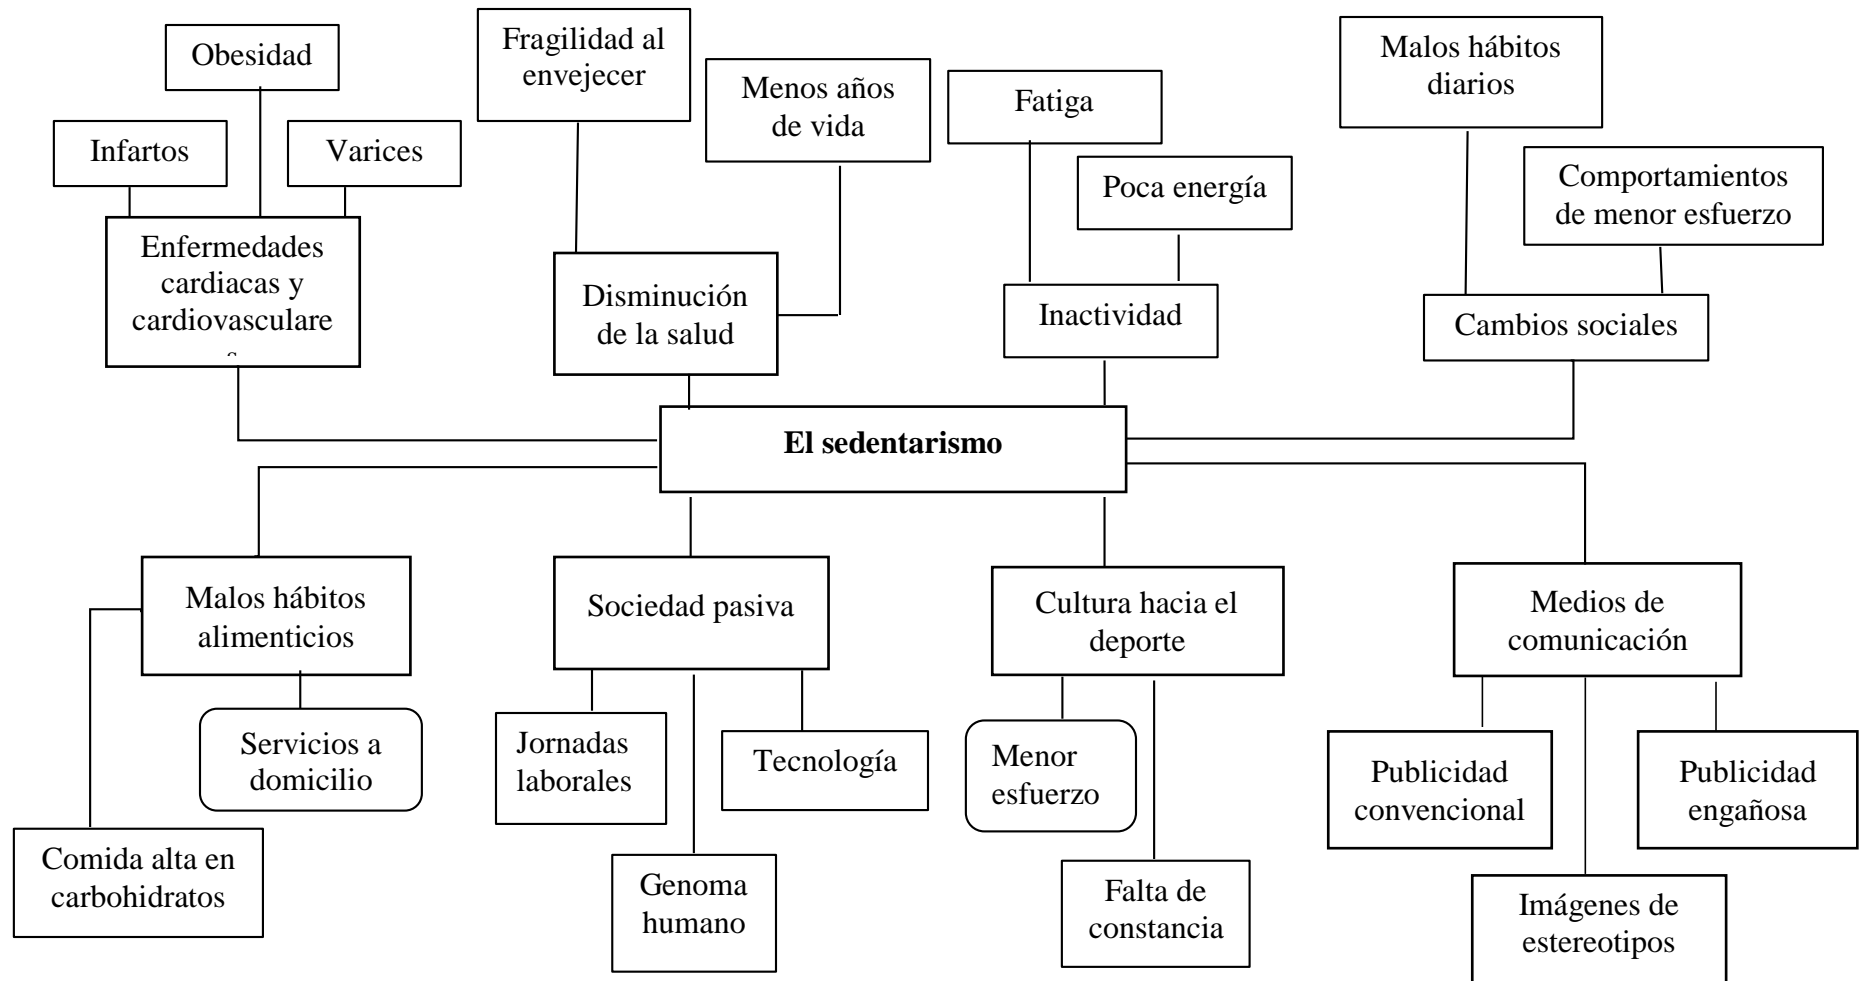 Obesidad
Fragilidad al
envejecer
Menos años
de vida
Fatiga
Malos hábitos
diarios
Infartos
Varices
Poca energía
Comportamientos
de menor esfuerzo
Enfermedades
cardiacas y
cardiovasculare
s
Disminución
de la salud
Inactividad
Cambios sociales
El sedentarismo
Malos hábitos
alimenticios
Sociedad pasiva
Cultura hacia el
deporte
Medios de
comunicación
Servicios a
domicilio
Jornadas
laborales
Tecnología
Menor
esfuerzo
Publicidad
convencional
Publicidad
engañosa
Comida alta en
carbohidratos
Genoma
humano
Falta de
constancia
Imágenes de
estereotipos